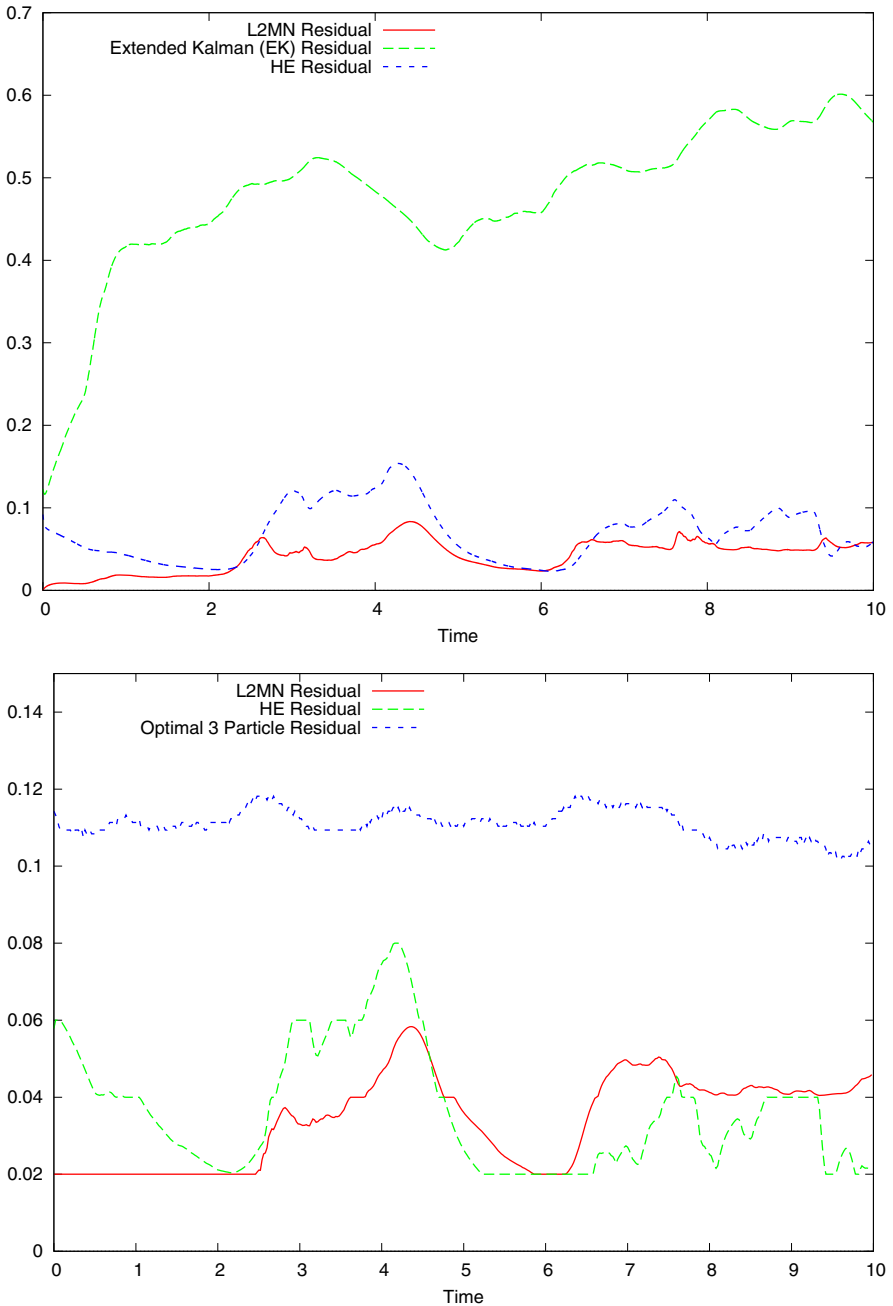 L2MN Residual
Extended Kalman (EK) Residual
HE Residual
0.7
0.6
0.5
0.4
0.3
0.2
0.1
0
0 2 4 6 8 10
Time
L2MN Residual
HE Residual
Optimal 3 Particle Residual
0.14
0.12
0.1
0.08
0.06
0.04
0.02
0
0 1 2 3 4 5 6 7 8 9 10
Time